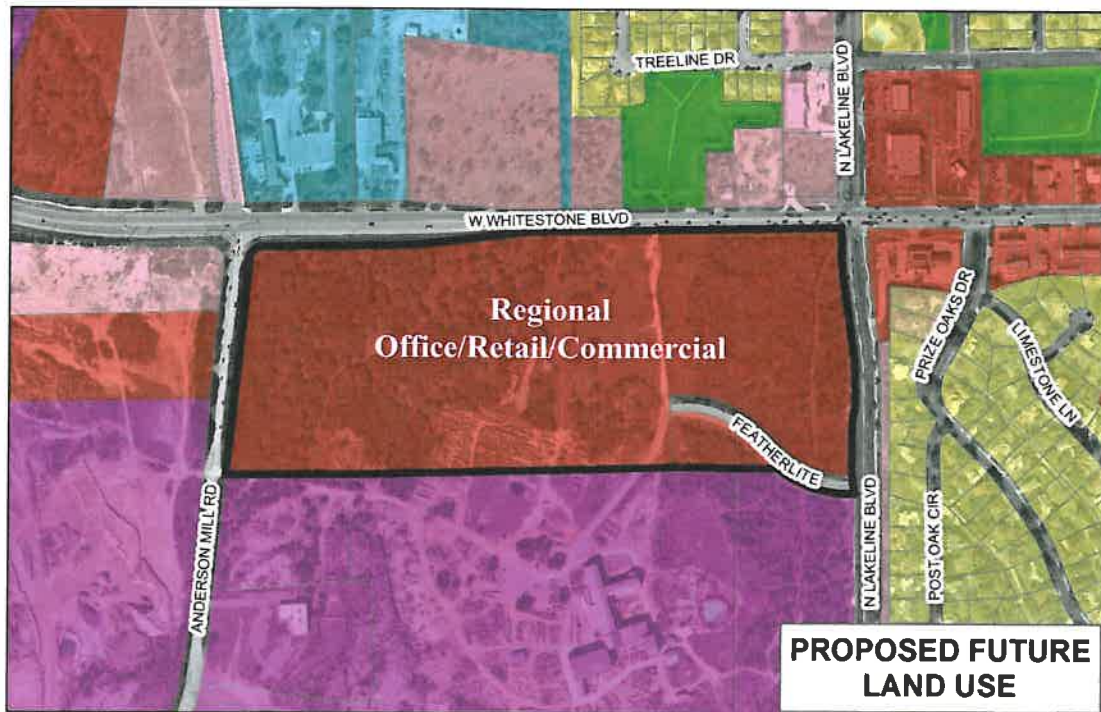 TREELINE DR
N LAKELINE BLVD
W WHITESTONE BLVD
Regional
Office/Retail/Commercial
PRIZE OAKS DR
LIMESTONE LN
FEATHERLITE
ANDERSON MILL RD
N LAKELINE BLVD
POST OAK CIR
PROPOSED FUTURE
LAND USE